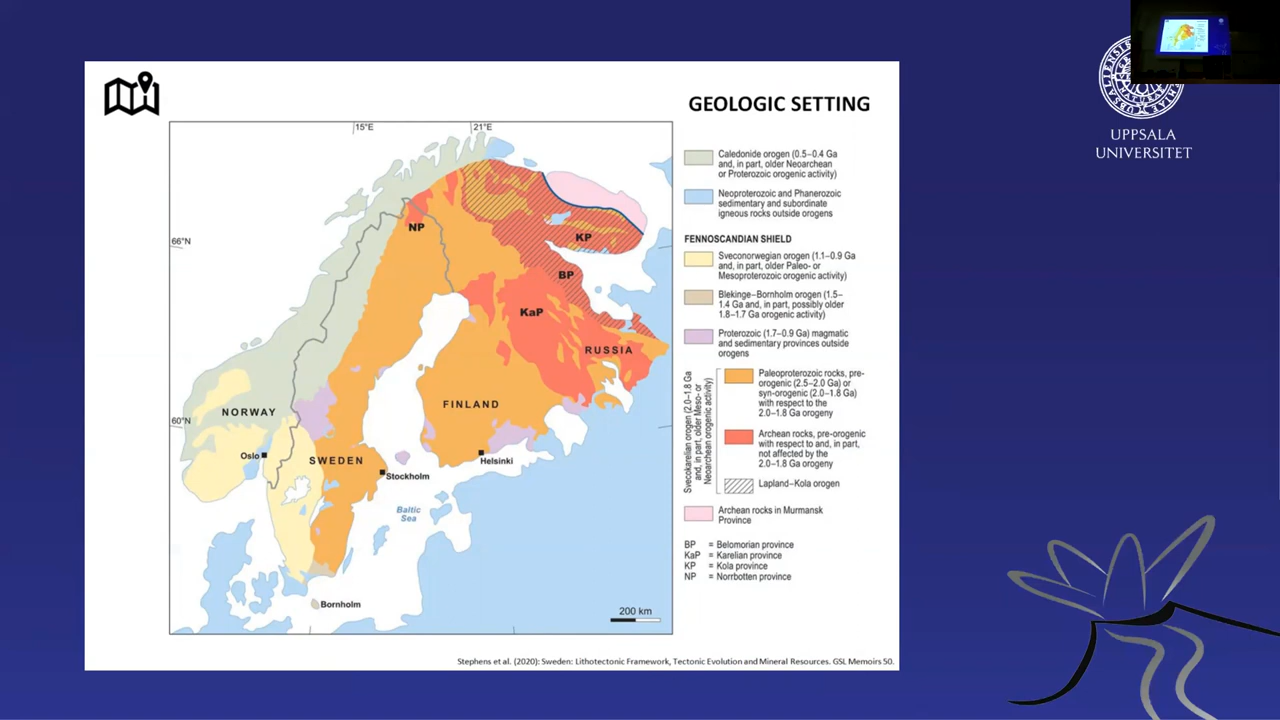 GEOLOGIC SETTING
15°E
21°E
66°N
60°N
NP
KP
BP
KaP
RUSSIA
FINLAND
NORWAY
Oslo
SWEDEN
Helsinki
Stockholm
Baltic
Sea
Bornholm
200 km
Caledonide orogen (0.5–0.4 Ga
and, in part, older Neoarchean
or Proterozoic orogenic activity)
Neoproterozoic and Phanerozoic
sedimentary and subordinate
igneous rocks outside orogens
FENNOSCANDIAN SHIELD
Sveconorwegian orogen (1.1–0.9 Ga
and, in part, older Paleo- or
Mesoproterozoic orogenic activity)
Blekinge–Bornholm orogen (1.5–
1.4 Ga and, in part, possibly older
1.8–1.7 Ga orogenic activity)
Proterozoic (1.7–0.9 Ga) magmatic
and sedimentary provinces outside
orogens
Svecokarelian orogen (2.0–1.8 Ga
and, in part, older Meso- or
Neoarchean orogenic activity)
Paleoproterozoic rocks, pre-
orogenic (2.5–2.0 Ga) or
syn-orogenic (2.0–1.8 Ga)
with respect to the
2.0–1.8 Ga orogeny
Archean rocks, pre-orogenic
with respect to and, in part,
not affected by the
2.0–1.8 Ga orogeny
Lapland–Kola orogen
Archean rocks in Murmansk
Province
BP = Belomorian province
KaP = Karelian province
KP = Kola province
NP = Norrbotten province
Stephens et al. (2020): Sweden: Lithotectonic Framework, Tectonic Evolution and Mineral Resources. GSL Memoirs 50.
UPPSALA
UNIVERSITET